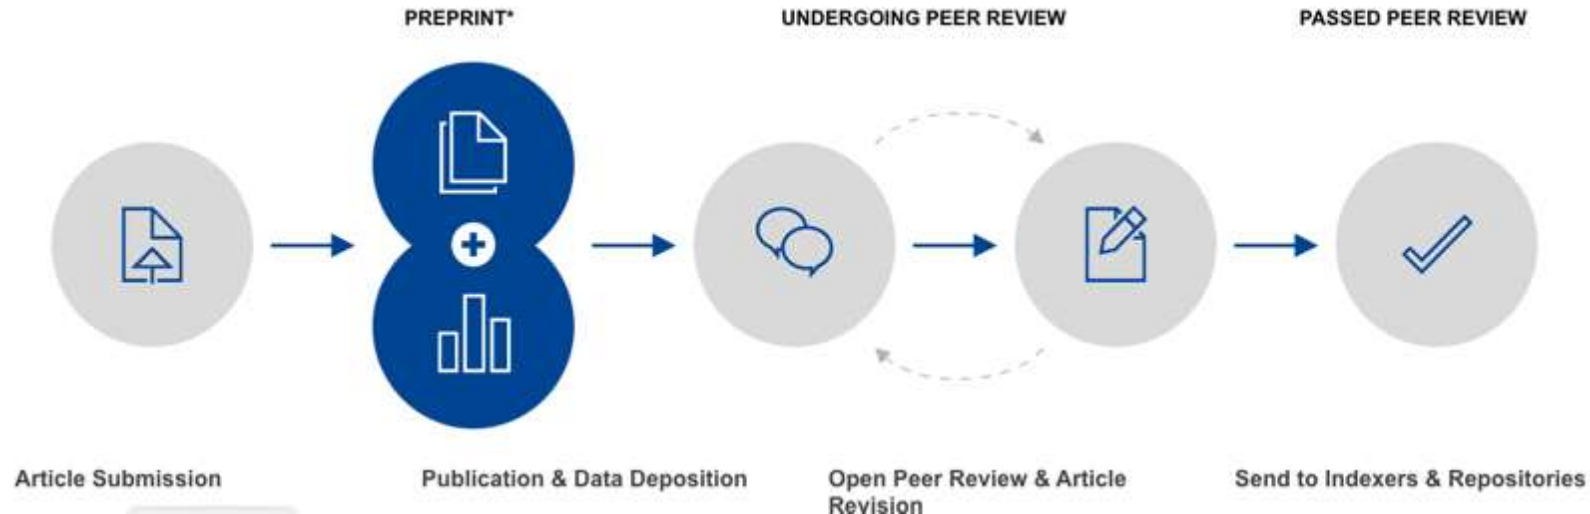 PREPRINT*
UNDERGOING PEER REVIEW
PASSED PEER REVIEW
Article Submission
Publication & Data Deposition
Open Peer Review & Article
Revision
Send to Indexers & Repositories